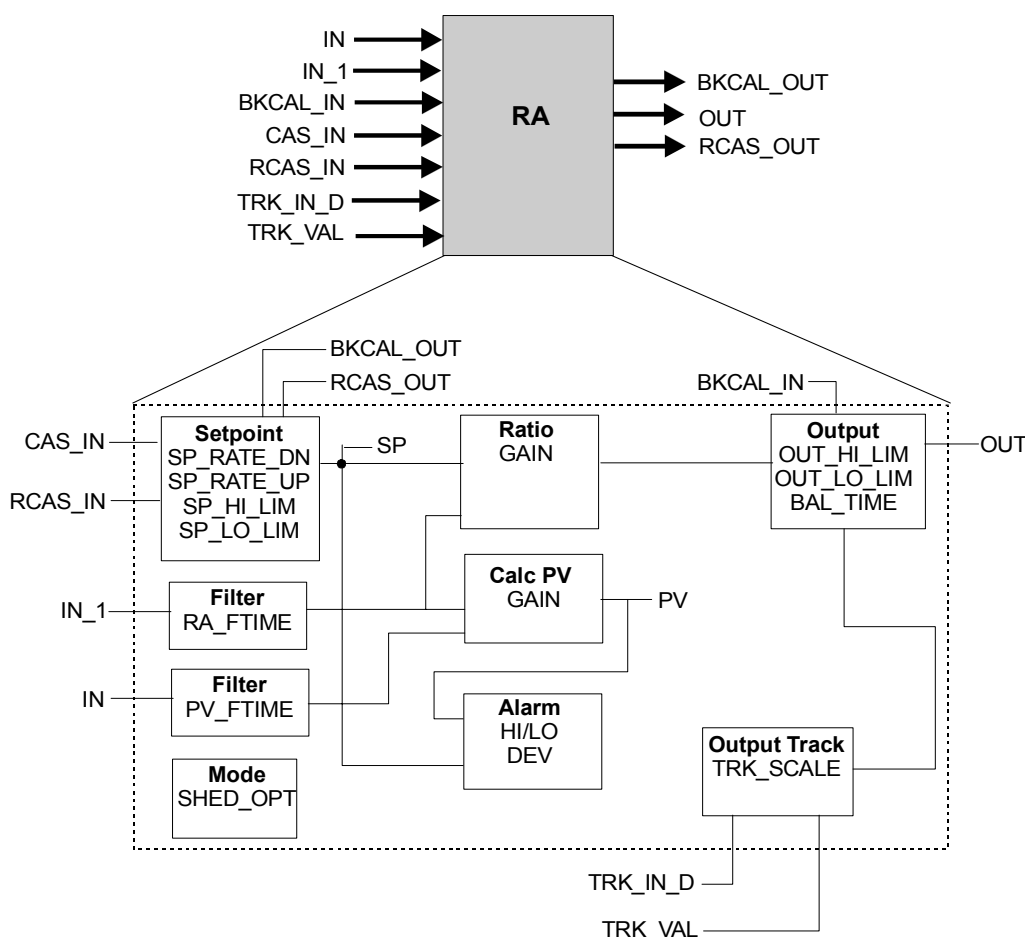 IN
IN_1
BKCAL_IN
CAS_IN
RCAS_IN
TRK_IN_D
TRK_VAL
RA
BKCAL_OUT
OUT
RCAS_OUT
BKCAL_OUT
RCAS_OUT
BKCAL_IN
CAS_IN
RCAS_IN
Setpoint
SP_RATE_DN
SP_RATE_UP
SP_HI_LIM
SP_LO_LIM
SP
Ratio
GAIN
Output
OUT_HI_LIM
OUT_LO_LIM
BAL_TIME
OUT
IN_1
Filter
RA_FTIME
Calc PV
GAIN
PV
IN
Filter
PV_FTIME
Alarm
HI/LO
DEV
Output Track
TRK_SCALE
Mode
SHED_OPT
TRK_IN_D
TRK_VAL